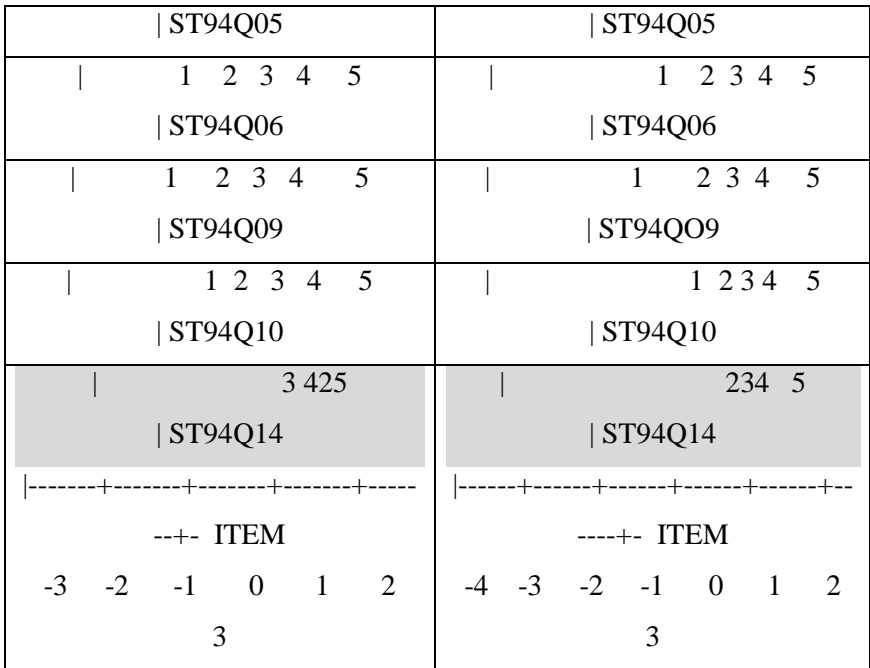 | ST94Q05 | ST94Q05
| 1 2 3 4 5 | 1 2 3 4 5
| ST94Q06 | ST94Q06
| 1 2 3 4 5 | 1 2 3 4 5
| ST94Q09 | ST94QO9
| 1 2 3 4 5 | 1 2 3 4 5
| ST94Q10 | ST94Q10
| 3 425 | 234 5
| ST94Q14 | ST94Q14
|-------+-------+-------+-------+----- |------+------+------+------+------+--
--+- ITEM ----+- ITEM
-3 -2 -1 0 1 2 -4 -3 -2 -1 0 1 2
3 3